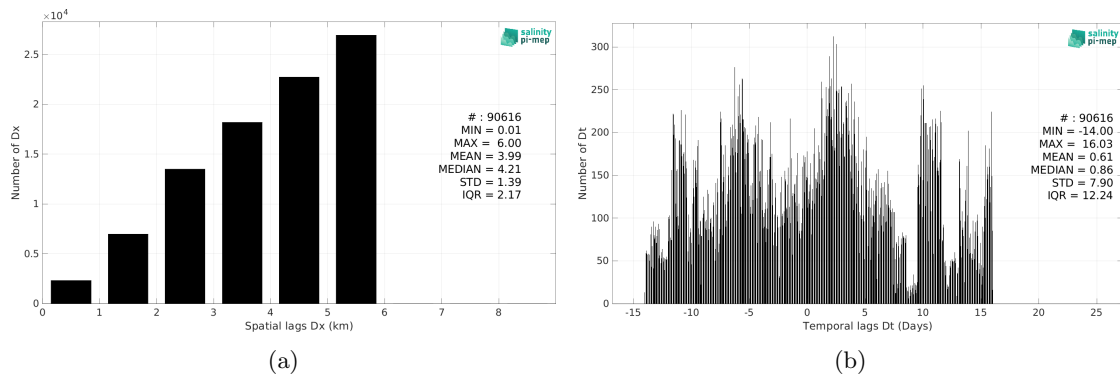 ×10⁴
2.5
2
1.5
1
0.5
0
Number of Dx
0 1 2 3 4 5 6 7 8
Spatial lags Dx (km)
salinity
pi-mep
# : 90616
MIN = 0.01
MAX = 6.00
MEAN = 3.99
MEDIAN = 4.21
STD = 1.39
IQR = 2.17
(a)
300
250
200
150
100
50
0
Number of Dt
-15 -10 -5 0 5 10 15 20 25
Temporal lags Dt (Days)
salinity
pi-mep
# : 90616
MIN = -14.00
MAX = 16.03
MEAN = 0.61
MEDIAN = 0.86
STD = 7.90
IQR = 12.24
(b)